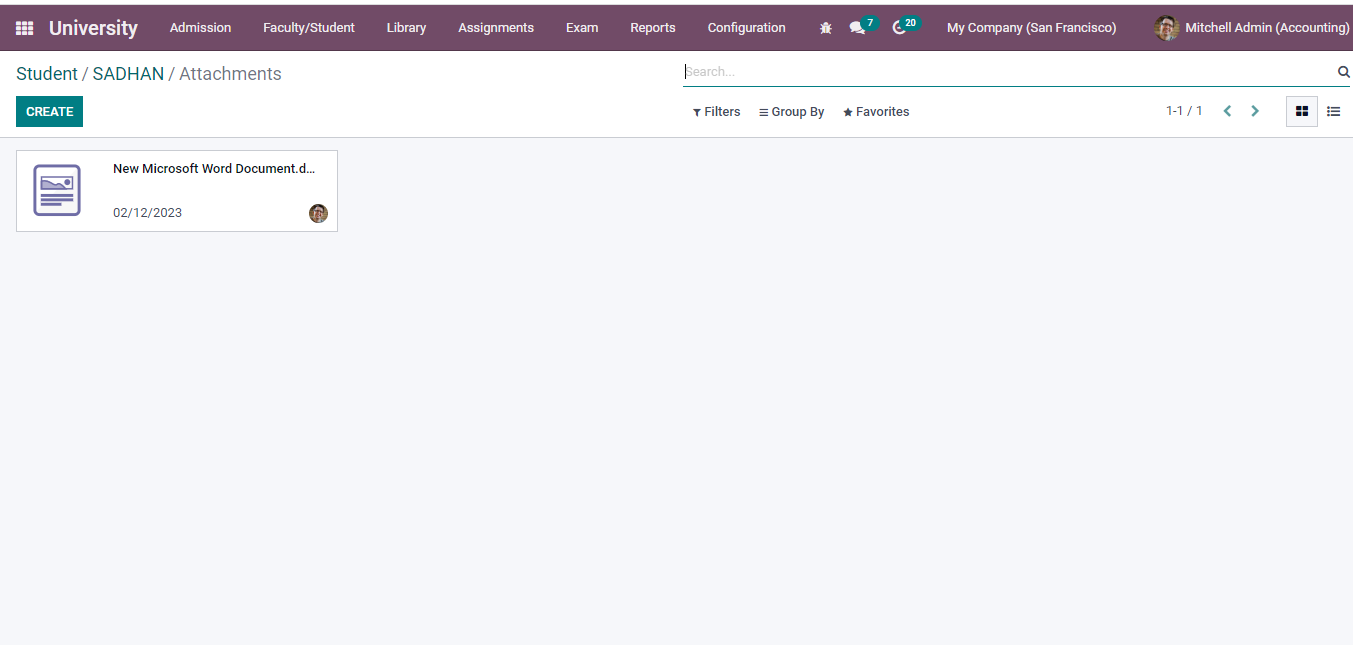 University Admission Faculty/Student Library Assignments Exam Reports Configuration 7 20 My Company (San Francisco) Mitchell Admin (Accounting)
Student / SADHAN / Attachments
Search...
CREATE
Filters Group By Favorites 1-1 / 1
New Microsoft Word Document.d...
02/12/2023